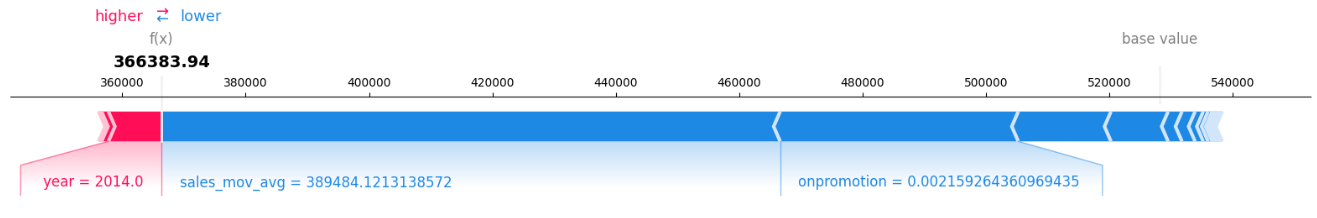 higher ⇄ lower
f(x)
base value
366383.94
360000 380000 400000 420000 440000 460000 480000 500000 520000 540000
year = 2014.0 sales_mov_avg = 389484.1213138572 onpromotion = 0.002159264360969435